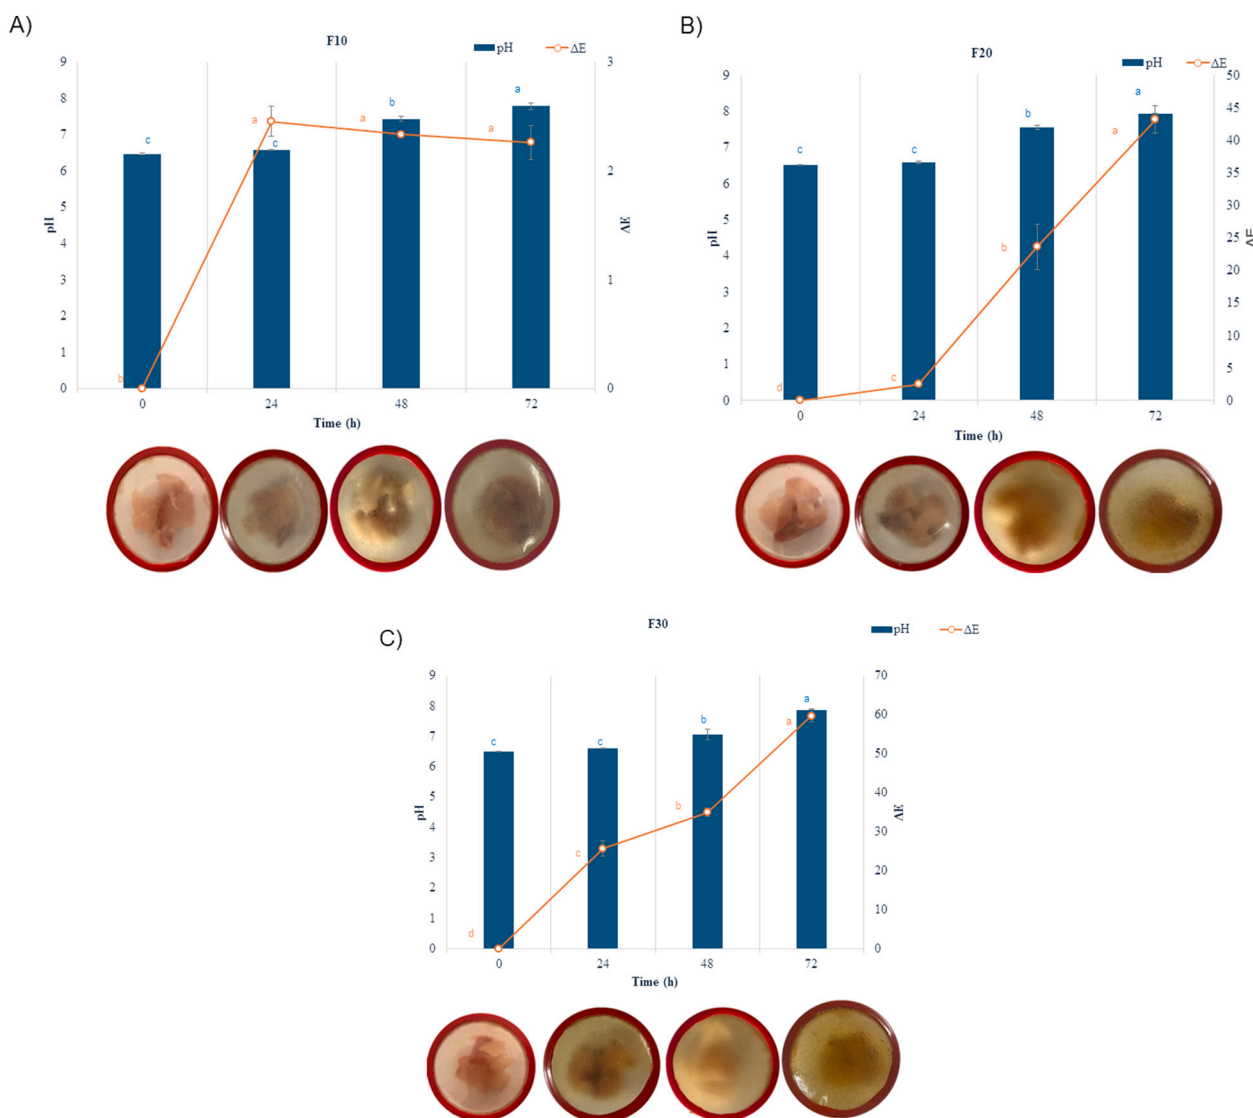 A)
F10
pH ΔE
9 3
8
7
6 2
5
4
3 1
2
1
0 0
pH
ΔE
c c b a
b a a a
0 24 48 72
Time (h)
B)
F20
pH ΔE
9 50
8 45
7 40
6 35
5 30
4 25
3 20
2 15
1 10
0 5
0
pH
ΔE
c c b a
d c b a
0 24 48 72
Time (h)
C)
F30
pH ΔE
9 70
8 60
7 50
6 40
5 30
4 20
3 10
2 0
1
0
pH
ΔE
c c b a
d c b a
0 24 48 72
Time (h)